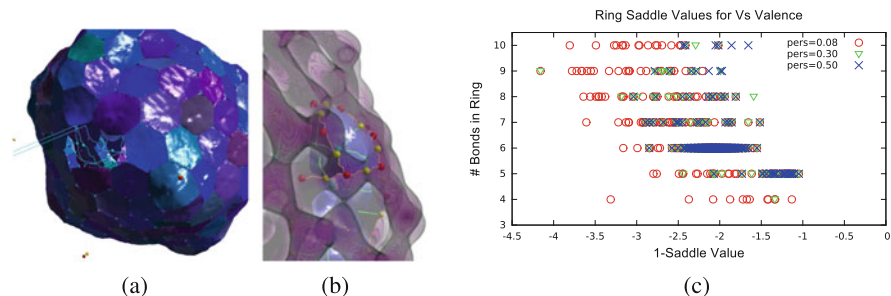 Ring Saddle Values for Vs Valence
pers=0.08
pers=0.30
pers=0.50
# Bonds in Ring
10
9
8
7
6
5
4
3
-4.5 -4 -3.5 -3 -2.5 -2 -1.5 -1 -0.5 0
1-Saddle Value
(a) (b) (c)